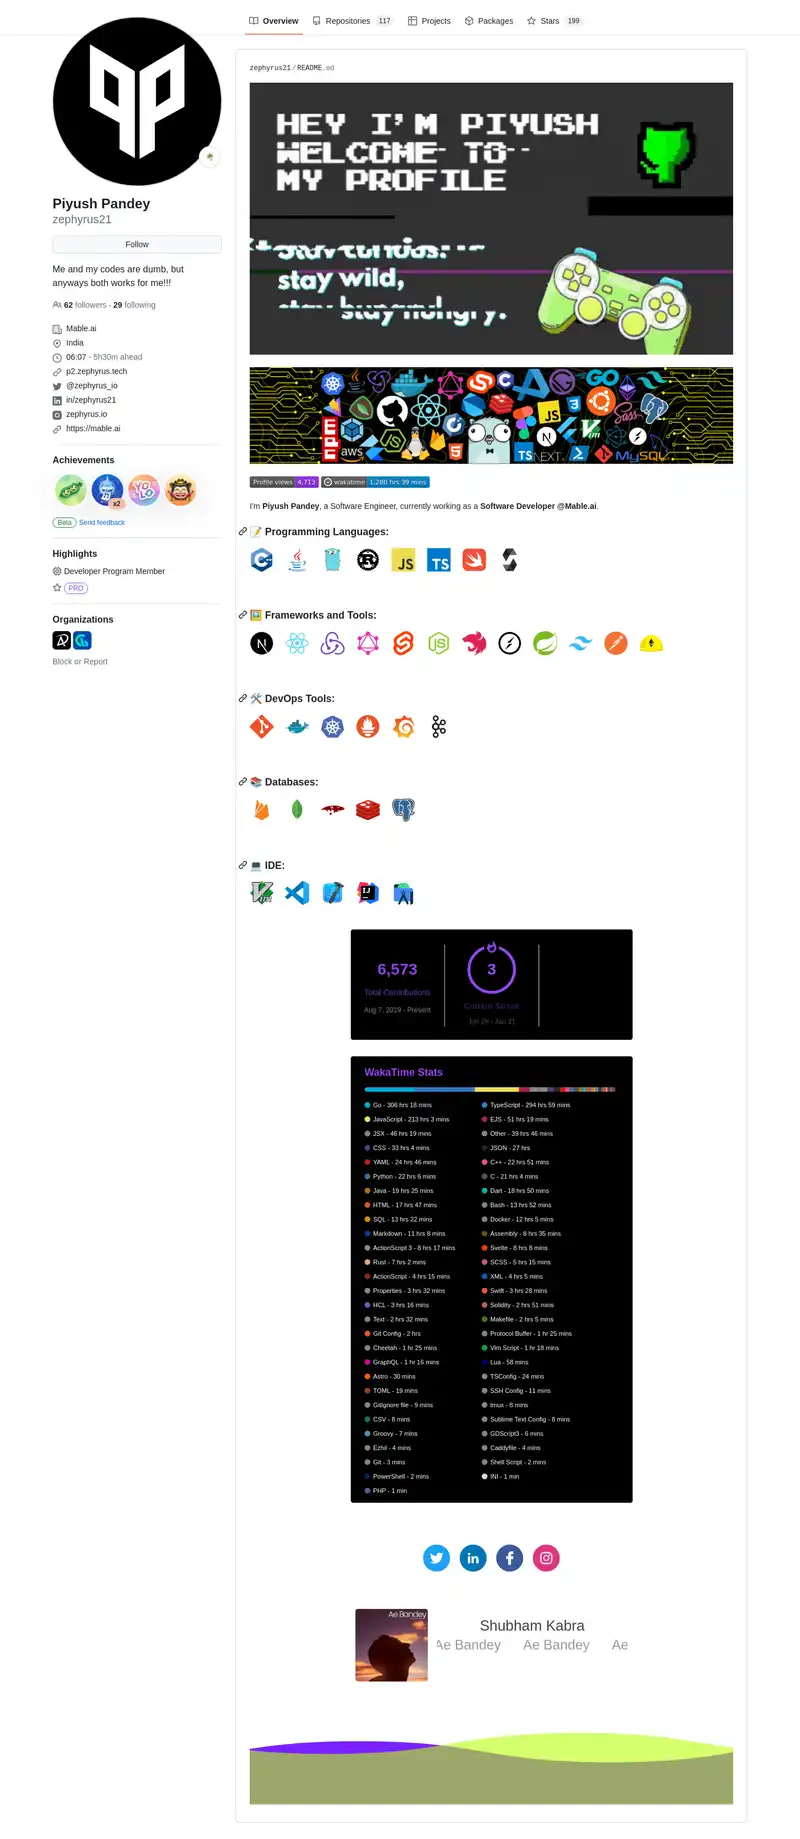 Overview
Repositories 117
Projects
Packages
Stars 199
Piyush Pandey
zephyrus21
Follow
Me and my codes are dumb, but
anyways both works for me!!!
62 followers · 29 following
Mable.ai
India
06:07 - 5h30m ahead
p2.zephyrus.tech
@zephyrus_io
in/zephyrus21
zephyrus.io
https://mable.ai
Achievements
YOLO
x2
Beta Send feedback
Highlights
Developer Program Member
PRO
Organizations
Block or Report
zephyrus21/README.md
HEY I'M PIYUSH
WELCOME TO
MY PROFILE
stay curious.
stay wild,
stay hungry.
JS
GO
Sass
EPE
aws
TS
NEXT
Vim
MySQL
Profile views 4,713
wakatime 1,280 hrs 39 mins
I'm Piyush Pandey, a Software Engineer, currently working as a Software Developer @Mable.ai.
📝 Programming Languages:
JS
TS
🖼️ Frameworks and Tools:
🛠️ DevOps Tools:
📚 Databases:
💻 IDE:
6,573
Total Contributions
Aug 7, 2019 - Present
3
Current Streak
Jan 29 - Jan 31
WakaTime Stats
Go - 306 hrs 18 mins
TypeScript - 294 hrs 59 mins
JavaScript - 213 hrs 3 mins
EJS - 51 hrs 19 mins
JSX - 46 hrs 19 mins
Other - 39 hrs 46 mins
CSS - 33 hrs 4 mins
JSON - 27 hrs
YAML - 24 hrs 46 mins
C++ - 22 hrs 51 mins
Python - 22 hrs 6 mins
C - 21 hrs 4 mins
Java - 19 hrs 25 mins
Dart - 18 hrs 50 mins
HTML - 17 hrs 47 mins
Bash - 13 hrs 52 mins
SQL - 13 hrs 22 mins
Docker - 12 hrs 5 mins
Markdown - 11 hrs 8 mins
Assembly - 8 hrs 35 mins
ActionScript 3 - 8 hrs 17 mins
Svelte - 8 hrs 8 mins
Rust - 7 hrs 2 mins
SCSS - 5 hrs 15 mins
ActionScript - 4 hrs 15 mins
XML - 4 hrs 5 mins
Properties - 3 hrs 32 mins
Swift - 3 hrs 28 mins
HCL - 3 hrs 16 mins
Solidity - 2 hrs 51 mins
Text - 2 hrs 32 mins
Makefile - 2 hrs 5 mins
Git Config - 2 hrs
Protocol Buffer - 1 hr 25 mins
Cheetah - 1 hr 25 mins
Vim Script - 1 hr 18 mins
GraphQL - 1 hr 16 mins
Lua - 58 mins
Astro - 30 mins
TSConfig - 24 mins
TOML - 19 mins
SSH Config - 11 mins
GitIgnore file - 9 mins
tmux - 8 mins
CSV - 8 mins
Sublime Text Config - 8 mins
Groovy - 7 mins
GDScript3 - 6 mins
Ezhil - 4 mins
Caddyfile - 4 mins
Git - 3 mins
Shell Script - 2 mins
PowerShell - 2 mins
INI - 1 min
PHP - 1 min
Ae Bandey
Shubham Kabra
Ae Bandey Ae Bandey Ae